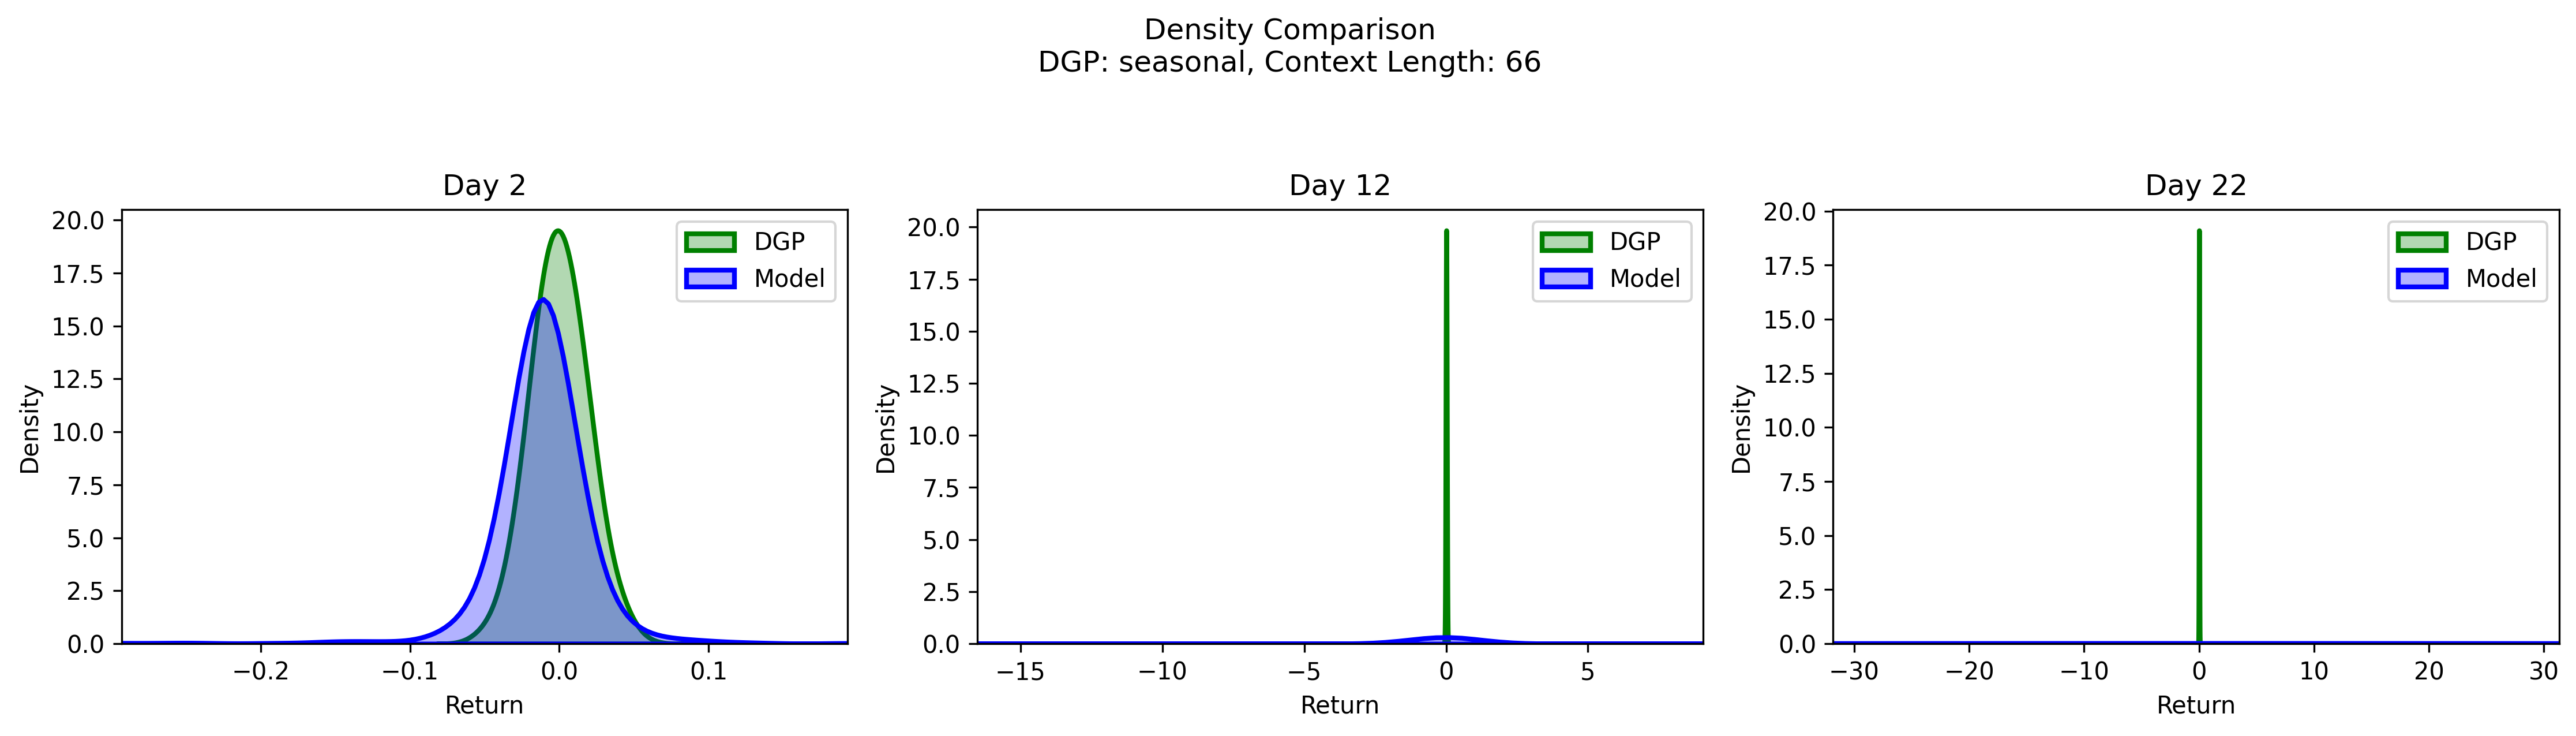 Density Comparison
DGP: seasonal, Context Length: 66
Day 2
20.0
17.5
15.0
12.5
10.0
7.5
5.0
2.5
0.0
Density
−0.2
−0.1
0.0
0.1
Return
DGP
Model
Day 12
20.0
17.5
15.0
12.5
10.0
7.5
5.0
2.5
0.0
Density
−15
−10
−5
0
5
Return
DGP
Model
Day 22
20.0
17.5
15.0
12.5
10.0
7.5
5.0
2.5
0.0
Density
−30
−20
−10
0
10
20
30
Return
DGP
Model